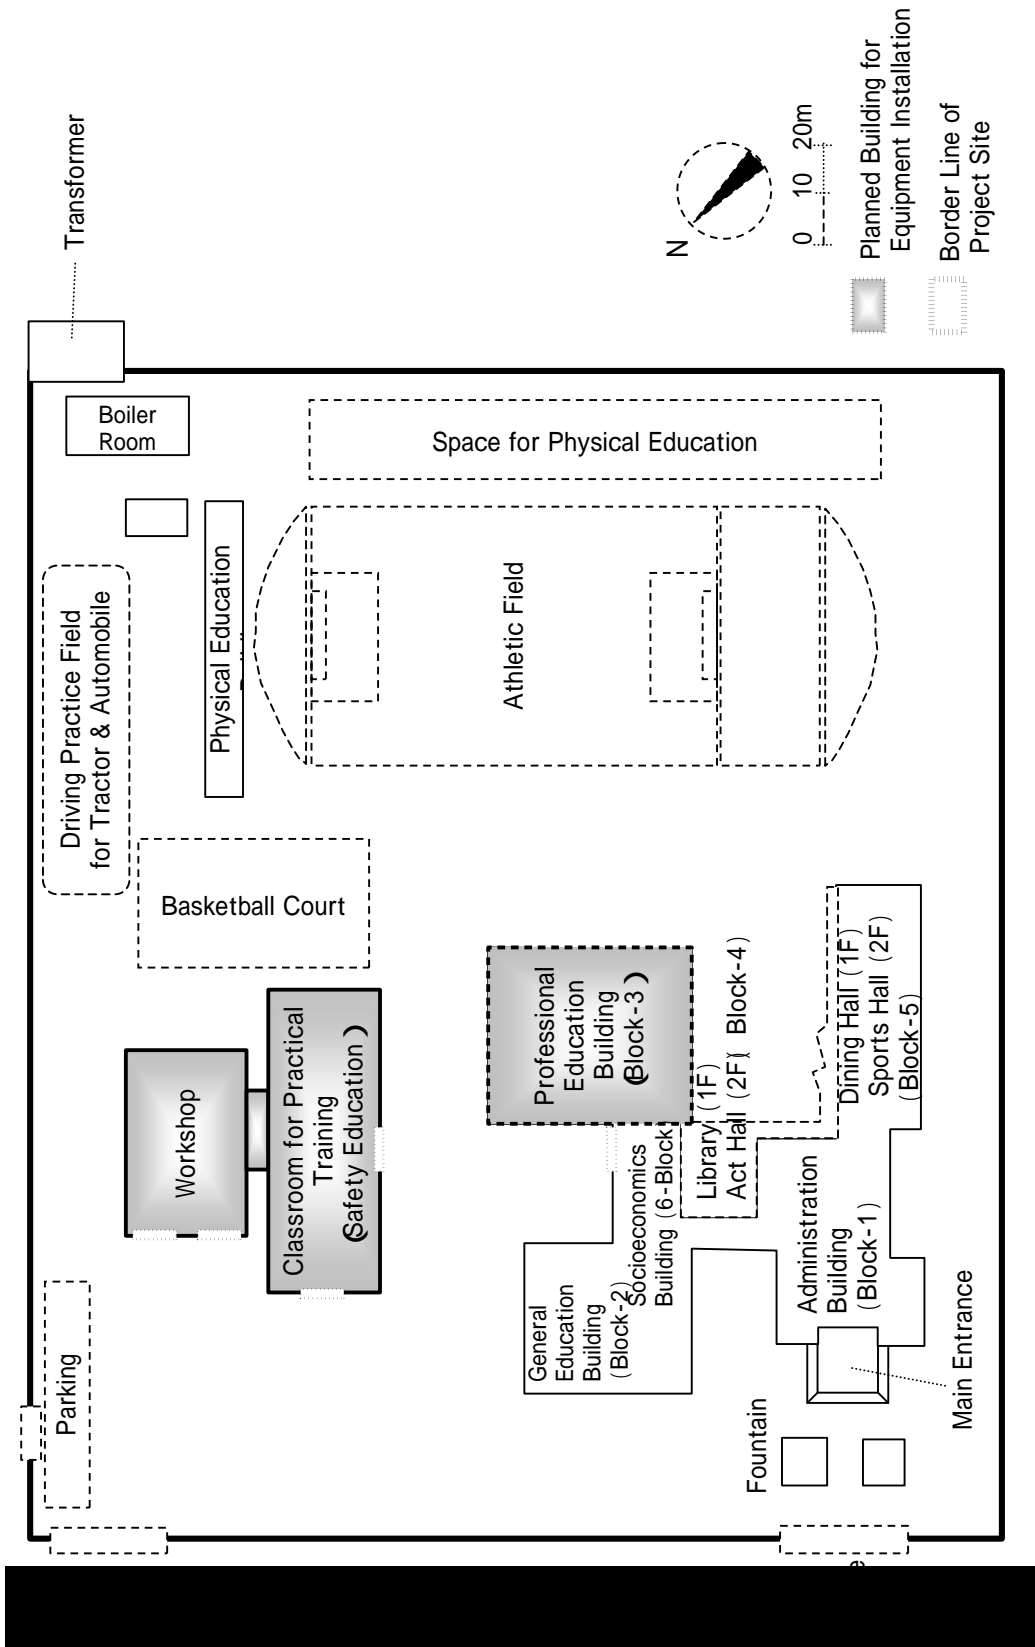 Transformer
N
0 10 20m
Planned Building for
Equipment Installation
Border Line of
Project Site
Boiler
Room
Space for Physical Education
Physical Education
Athletic Field
Driving Practice Field
for Tractor & Automobile
Basketball Court
Workshop
Classroom for Practical
Training
(Safety Education)
Professional
Education
Building
(Block-3)
Library (1F)
Act Hall (2F) (Block-4)
Dining Hall (1F)
Sports Hall (2F)
(Block-5)
Socioeconomics
Building (6-Block
General
Education
Building
(Block-2)
Administration
Building
(Block-1)
Main Entrance
Fountain
Parking